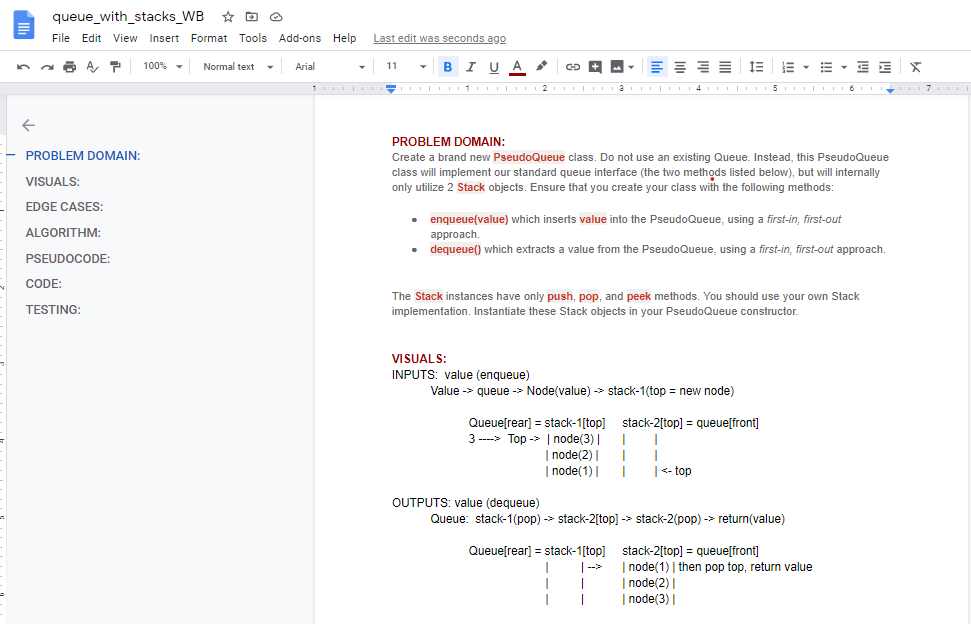 queue_with_stacks_WB
File Edit View Insert Format Tools Add-ons Help Last edit was seconds ago
100% Normal text Arial 11 B I U A
1 1 2 3 4 5 6 7
PROBLEM DOMAIN:
VISUALS:
EDGE CASES:
ALGORITHM:
PSEUDOCODE:
CODE:
TESTING:
PROBLEM DOMAIN:
Create a brand new PseudoQueue class. Do not use an existing Queue. Instead, this PseudoQueue
class will implement our standard queue interface (the two methods listed below), but will internally
only utilize 2 Stack objects. Ensure that you create your class with the following methods:
● enqueue(value) which inserts value into the PseudoQueue, using a first-in, first-out
approach.
● dequeue() which extracts a value from the PseudoQueue, using a first-in, first-out approach.
The Stack instances have only push, pop, and peek methods. You should use your own Stack
implementation. Instantiate these Stack objects in your PseudoQueue constructor.
VISUALS:
INPUTS: value (enqueue)
Value -> queue -> Node(value) -> stack-1(top = new node)
Queue[rear] = stack-1[top] stack-2[top] = queue[front]
3 ----> Top -> | node(3) | | |
| node(2) | | |
| node(1) | | | <- top
OUTPUTS: value (dequeue)
Queue: stack-1(pop) -> stack-2[top] -> stack-2(pop) -> return(value)
Queue[rear] = stack-1[top] stack-2[top] = queue[front]
| | --> | node(1) | then pop top, return value
| | | node(2) |
| | | node(3) |